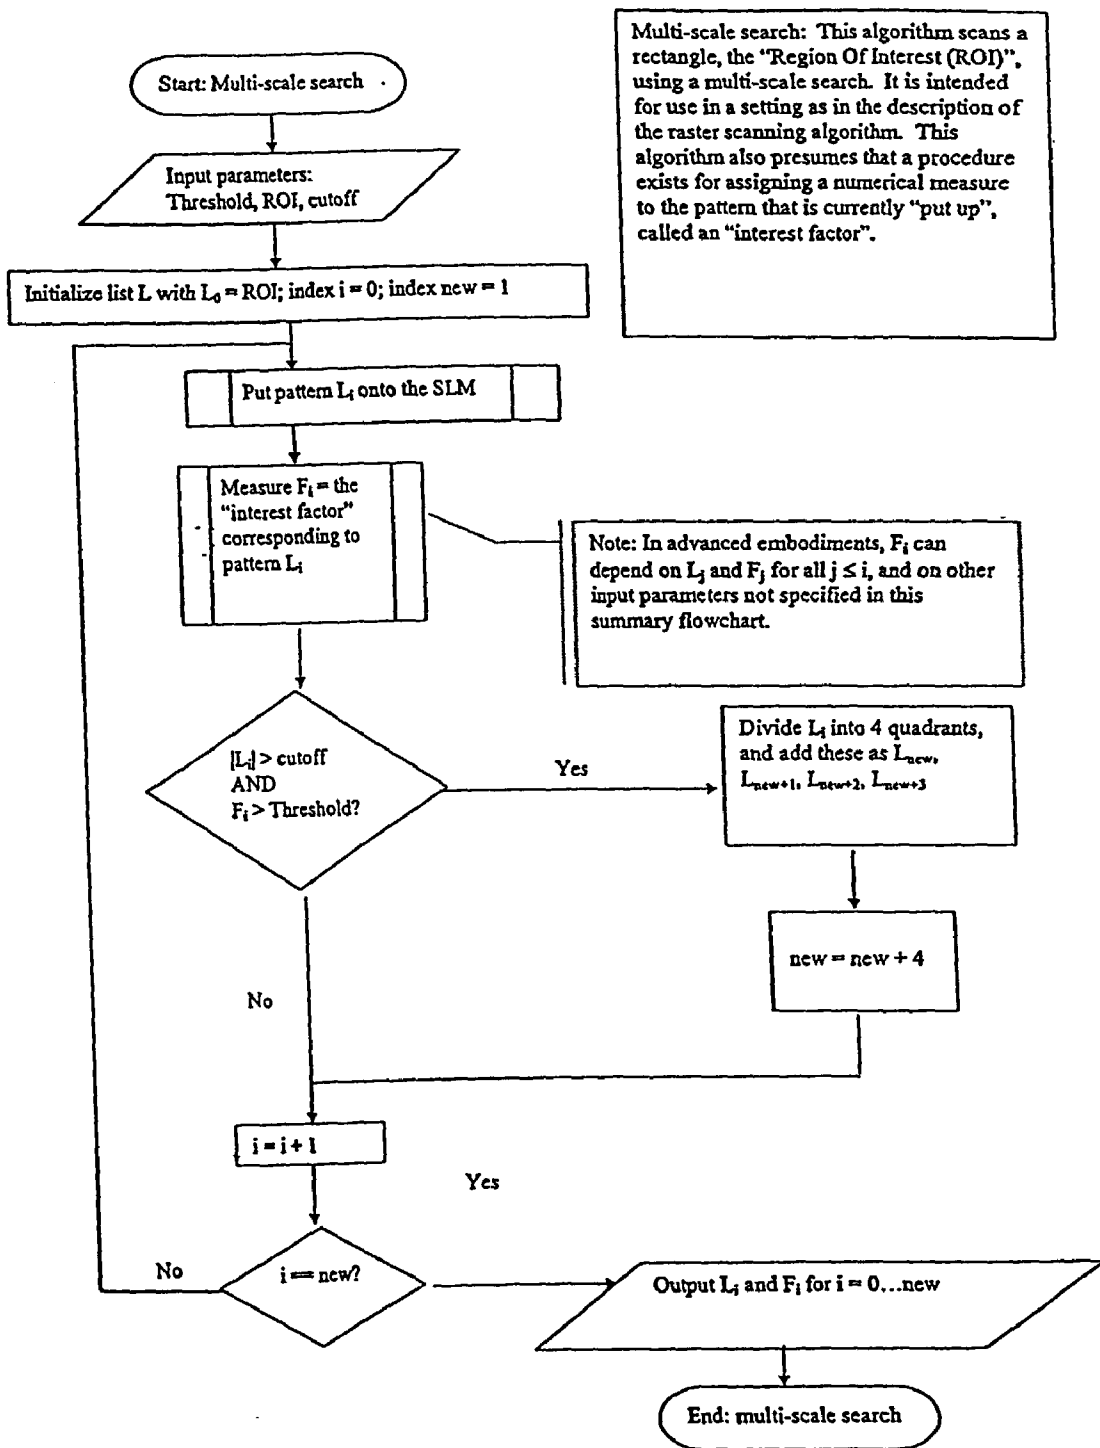 Start: Multi-scale search
Multi-scale search: This algorithm scans a
rectangle, the “Region Of Interest (ROI)”,
using a multi-scale search. It is intended
for use in a setting as in the description of
the raster scanning algorithm. This
algorithm also presumes that a procedure
exists for assigning a numerical measure
to the pattern that is currently “put up”,
called an “interest factor”.
Input parameters:
Threshold, ROI, cutoff
Initialize list L with L₀ = ROI; index i = 0; index new = 1
Put pattern Lᵢ onto the SLM
Measure Fᵢ = the
“interest factor”
corresponding to
pattern Lᵢ
Note: In advanced embodiments, Fᵢ can
depend on Lⱼ and Fⱼ for all j ≤ i, and on other
input parameters not specified in this
summary flowchart.
|Lᵢ| > cutoff
AND
Fᵢ > Threshold?
Yes
Divide Lᵢ into 4 quadrants,
and add these as Lnew,
Lnew+1, Lnew+2, Lnew+3
new = new + 4
No
i = i + 1
Yes
i == new?
No
Output Lᵢ and Fᵢ for i = 0...new
End: multi-scale search